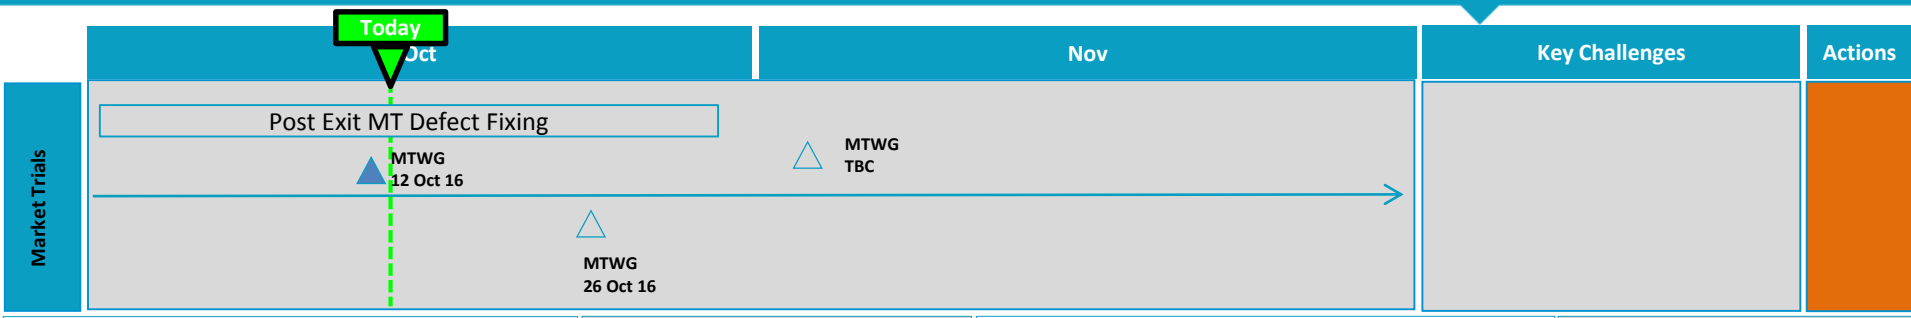 Today
Oct
Nov
Key Challenges
Actions
Market Trials
Post Exit MT Defect Fixing
MTWG
12 Oct 16
MTWG
TBC
MTWG
26 Oct 16